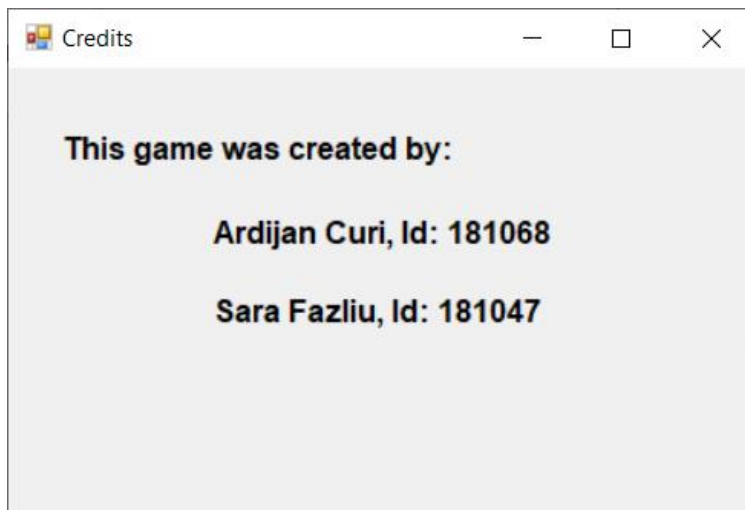 Credits
This game was created by:
Ardijan Curi, Id: 181068
Sara Fazliu, Id: 181047